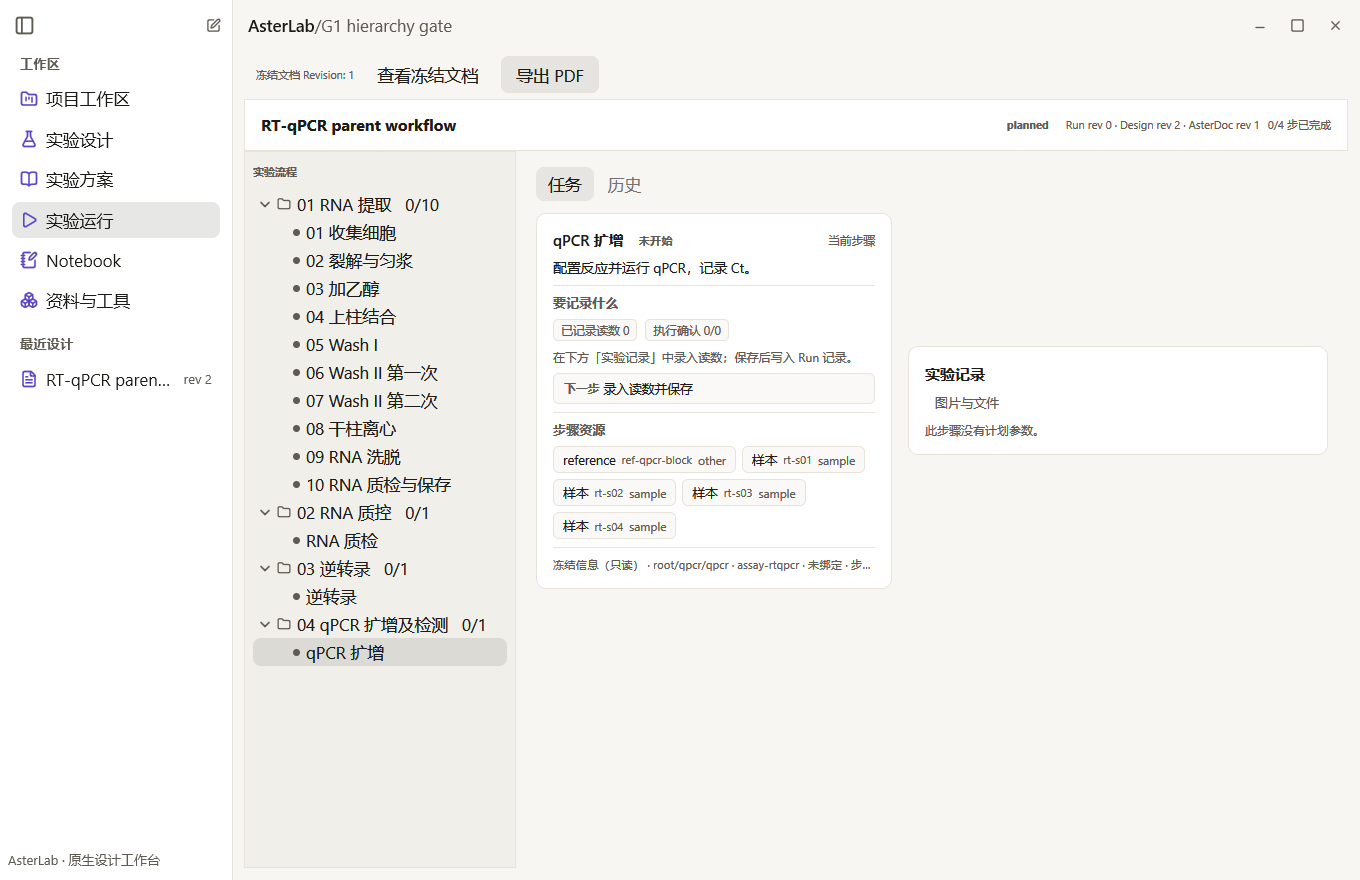 AsterLab/G1 hierarchy gate
工作区
项目工作区
实验设计
实验方案
实验运行
Notebook
资料与工具
最近设计
RT-qPCR paren... rev 2
AsterLab · 原生设计工作台
冻结文档 Revision: 1 查看冻结文档 导出 PDF
RT-qPCR parent workflow planned Run rev 0 · Design rev 2 · AsterDoc rev 1 0/4 步已完成
实验流程
01 RNA 提取 0/10
01 收集细胞
02 裂解与匀浆
03 加乙醇
04 上柱结合
05 Wash I
06 Wash II 第一次
07 Wash II 第二次
08 干柱离心
09 RNA 洗脱
10 RNA 质检与保存
02 RNA 质控 0/1
RNA 质检
03 逆转录 0/1
逆转录
04 qPCR 扩增及检测 0/1
qPCR 扩增
任务 历史
qPCR 扩增 未开始 当前步骤
配置反应并运行 qPCR，记录 Ct。
要记录什么
已记录读数 0 执行确认 0/0
在下方「实验记录」中录入读数；保存后写入 Run 记录。
下一步 录入读数并保存
步骤资源
reference ref-qpcr-block other 样本 rt-s01 sample
样本 rt-s02 sample 样本 rt-s03 sample
样本 rt-s04 sample
冻结信息（只读） · root/qpcr/qpcr · assay-rtqpcr · 未绑定 · 步...
实验记录
图片与文件
此步骤没有计划参数。